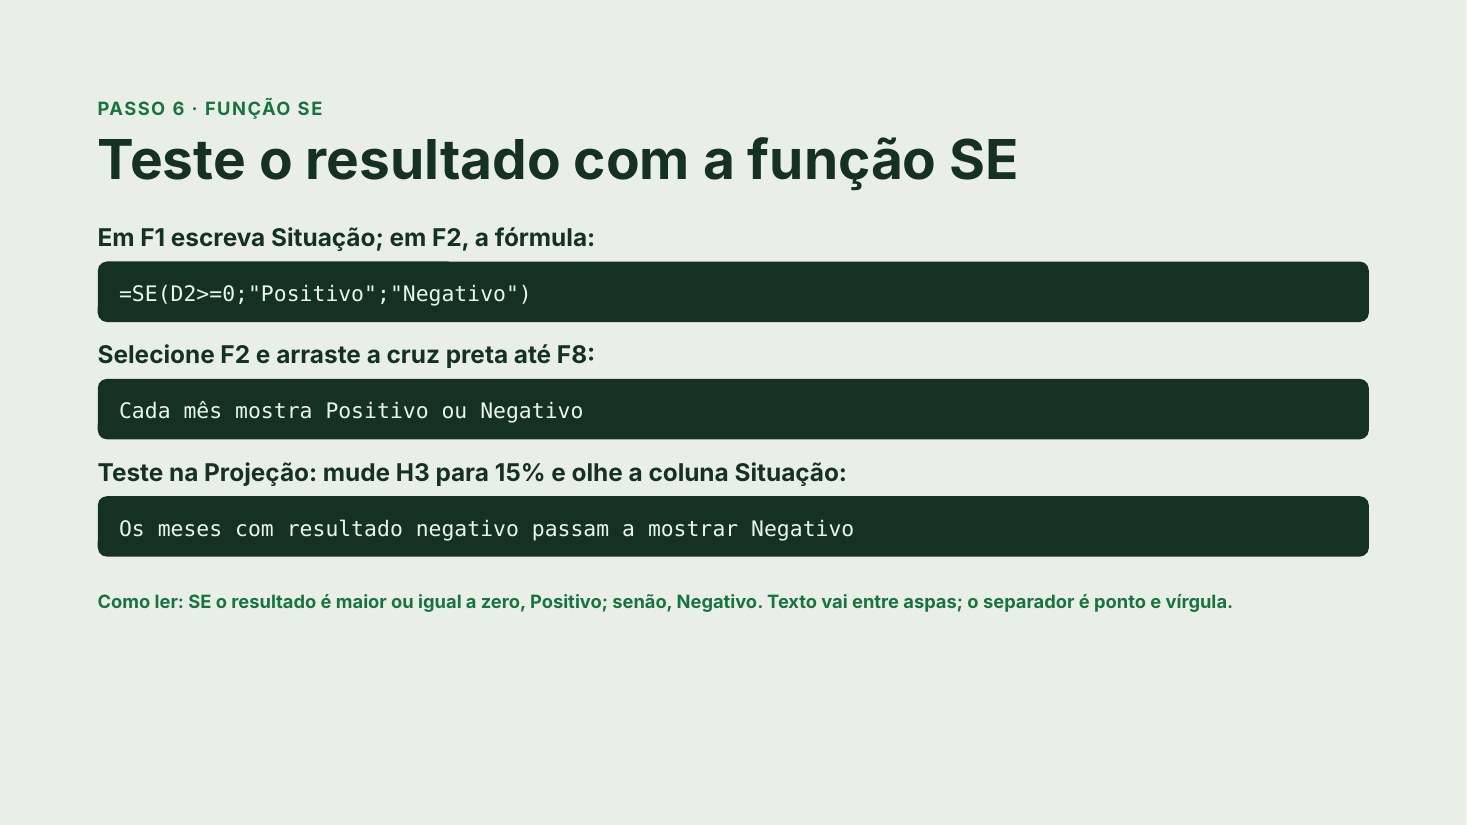 PASSO 6 · FUNÇÃO SE
Teste o resultado com a função SE
Em F1 escreva Situação; em F2, a fórmula:
=SE(D2>=0;"Positivo";"Negativo")
Selecione F2 e arraste a cruz preta até F8:
Cada mês mostra Positivo ou Negativo
Teste na Projeção: mude H3 para 15% e olhe a coluna Situação:
Os meses com resultado negativo passam a mostrar Negativo
Como ler: SE o resultado é maior ou igual a zero, Positivo; senão, Negativo. Texto vai entre aspas; o separador é ponto e vírgula.